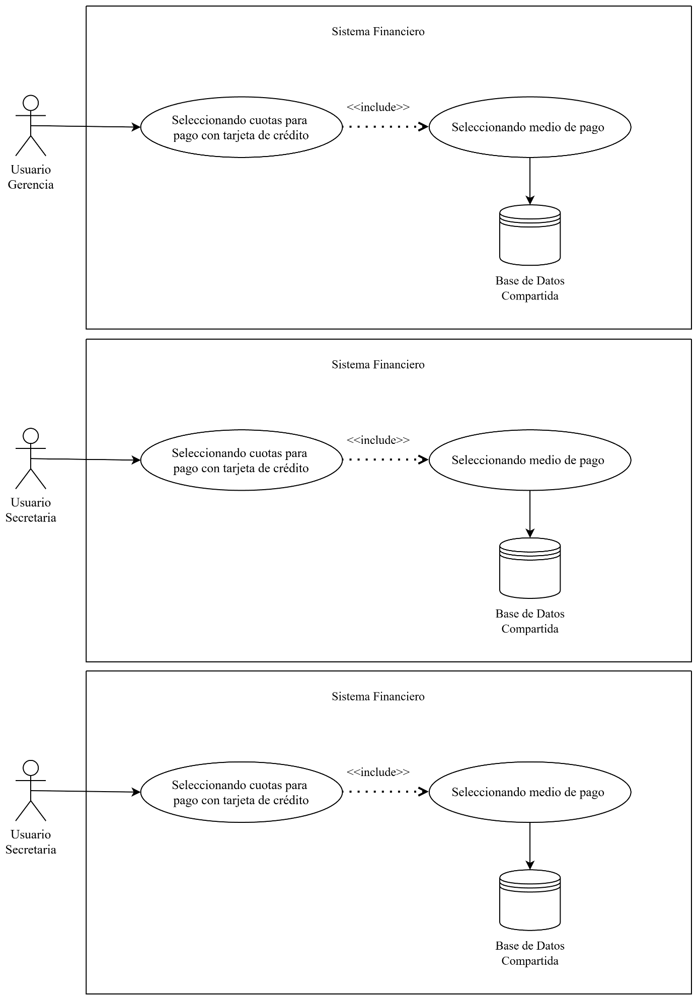 Sistema Financiero
<<include>>
Seleccionando cuotas para
pago con tarjeta de crédito
Seleccionando medio de pago
Usuario
Gerencia
Base de Datos
Compartida
Sistema Financiero
<<include>>
Seleccionando cuotas para
pago con tarjeta de crédito
Seleccionando medio de pago
Usuario
Secretaria
Base de Datos
Compartida
Sistema Financiero
<<include>>
Seleccionando cuotas para
pago con tarjeta de crédito
Seleccionando medio de pago
Usuario
Secretaria
Base de Datos
Compartida